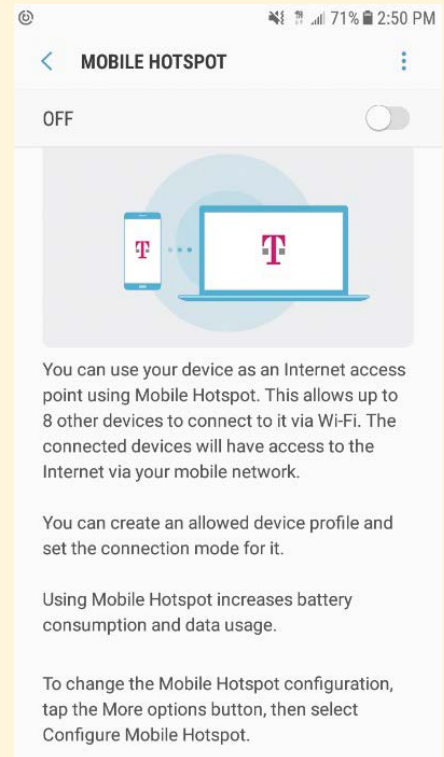 71% 2:50 PM
MOBILE HOTSPOT
OFF
T T
You can use your device as an Internet access
point using Mobile Hotspot. This allows up to
8 other devices to connect to it via Wi-Fi. The
connected devices will have access to the
Internet via your mobile network.
You can create an allowed device profile and
set the connection mode for it.
Using Mobile Hotspot increases battery
consumption and data usage.
To change the Mobile Hotspot configuration,
tap the More options button, then select
Configure Mobile Hotspot.